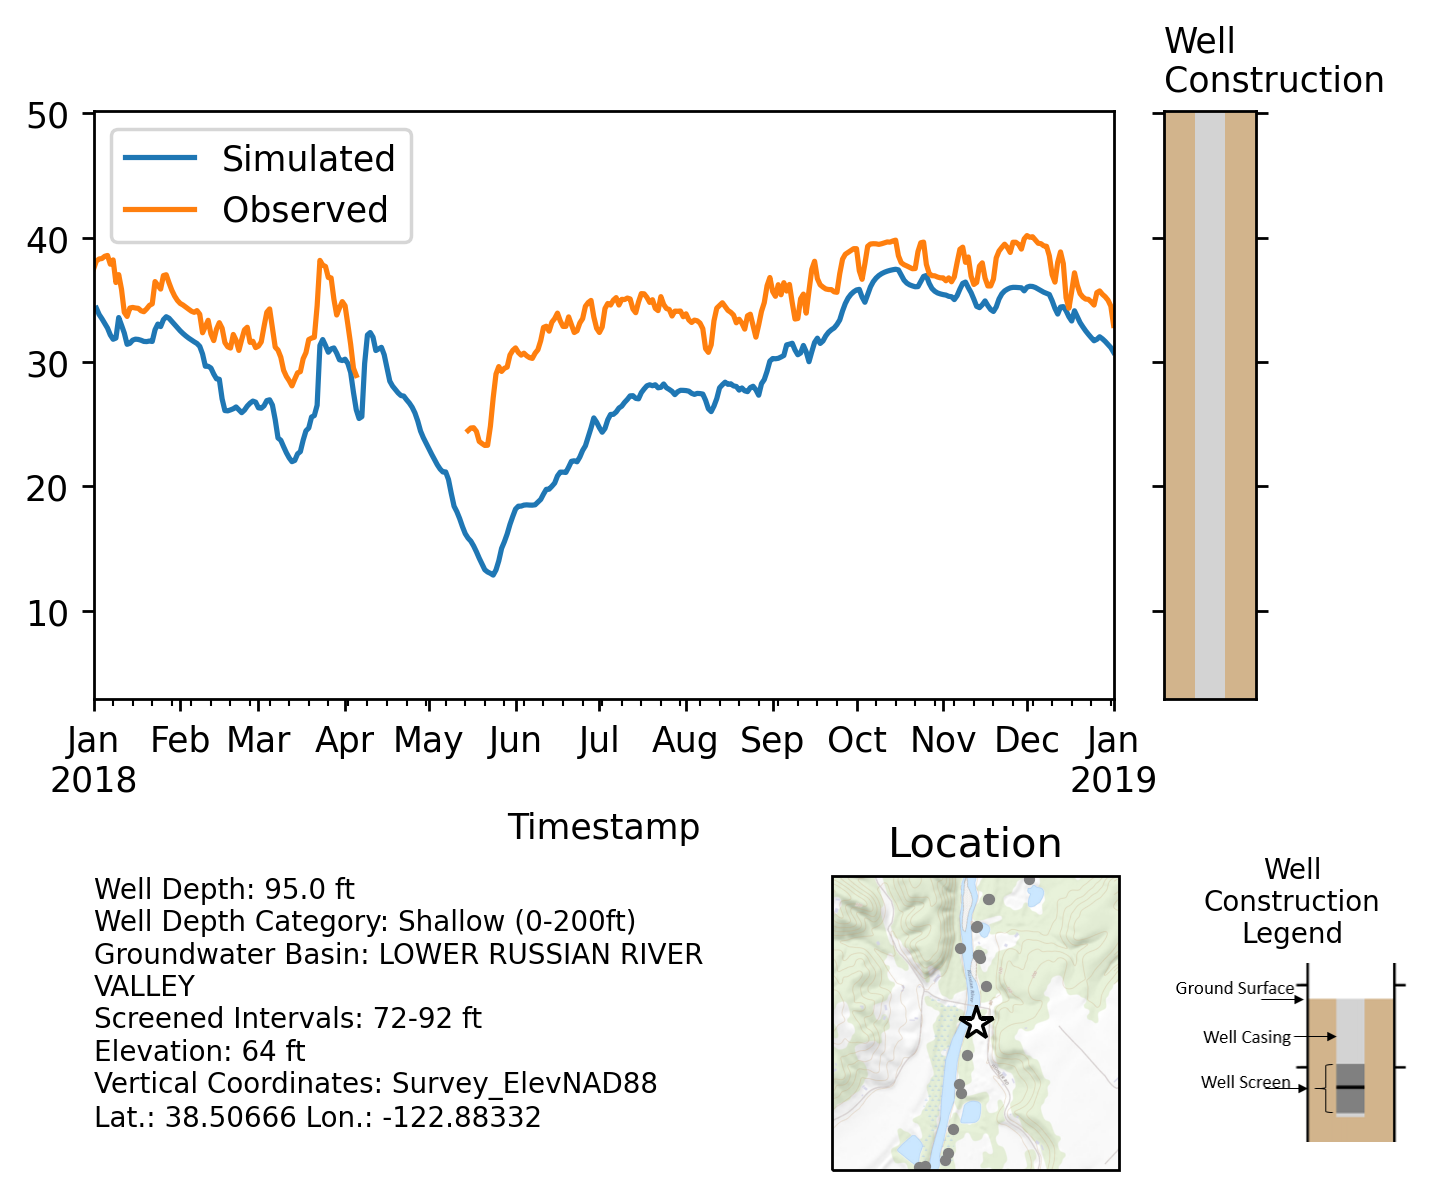 Well
Construction
50
40
30
20
10
Simulated
Observed
Jan Feb Mar Apr May Jun Jul Aug Sep Oct Nov Dec Jan
2018 2019
Timestamp
Well Depth: 95.0 ft
Well Depth Category: Shallow (0-200ft)
Groundwater Basin: LOWER RUSSIAN RIVER
VALLEY
Screened Intervals: 72-92 ft
Elevation: 64 ft
Vertical Coordinates: Survey_ElevNAD88
Lat.: 38.50666 Lon.: -122.88332
Location
Well
Construction
Legend
Ground Surface
Well Casing
Well Screen